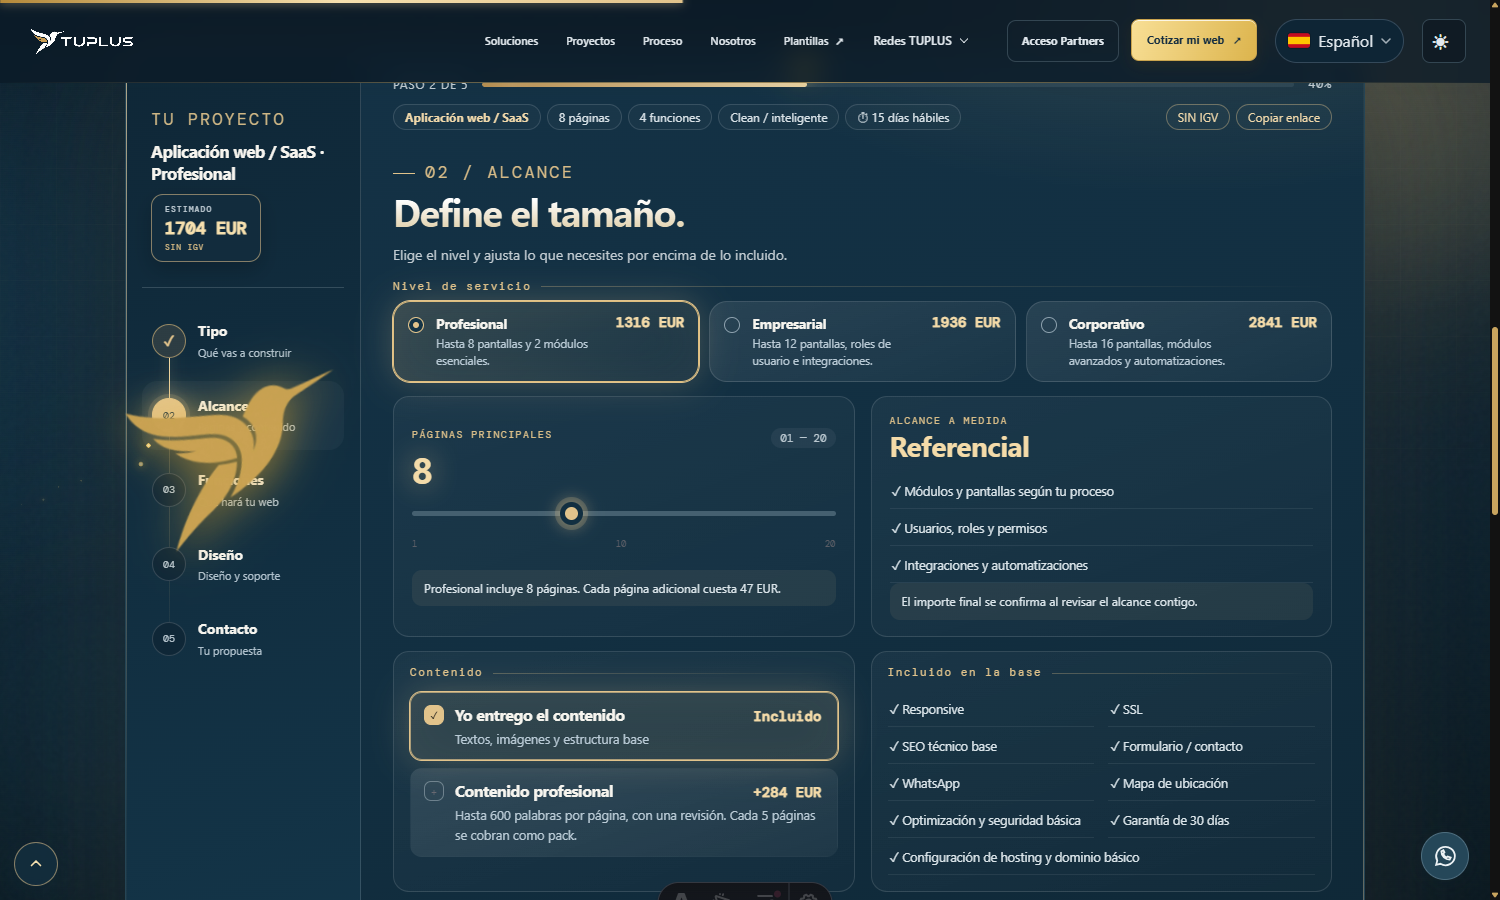 TUPLUS
Soluciones
Proyectos
Proceso
Nosotros
Plantillas ↗
Redes TUPLUS
Acceso Partners
Cotizar mi web ↗
Español
TU PROYECTO
Aplicación web / SaaS ·
Profesional
ESTIMADO
1704 EUR
SIN IGV
Tipo
Qué vas a construir
02
Alcance
03
hará tu web
04
Diseño
Diseño y soporte
05
Contacto
Tu propuesta
PASO 2 DE 5
40%
Aplicación web / SaaS
8 páginas
4 funciones
Clean / inteligente
⏱ 15 días hábiles
SIN IGV
Copiar enlace
02 / ALCANCE
Define el tamaño.
Elige el nivel y ajusta lo que necesites por encima de lo incluido.
Nivel de servicio
Profesional
1316 EUR
Hasta 8 pantallas y 2 módulos
esenciales.
Empresarial
1936 EUR
Hasta 12 pantallas, roles de
usuario e integraciones.
Corporativo
2841 EUR
Hasta 16 pantallas, módulos
avanzados y automatizaciones.
PÁGINAS PRINCIPALES
01 — 20
8
1
10
20
Profesional incluye 8 páginas. Cada página adicional cuesta 47 EUR.
ALCANCE A MEDIDA
Referencial
✓ Módulos y pantallas según tu proceso
✓ Usuarios, roles y permisos
✓ Integraciones y automatizaciones
El importe final se confirma al revisar el alcance contigo.
Contenido
✓ Yo entrego el contenido
Incluido
Textos, imágenes y estructura base
Contenido profesional
+284 EUR
Hasta 600 palabras por página, con una revisión. Cada 5 páginas
se cobran como pack.
Incluido en la base
✓ Responsive
✓ SSL
✓ SEO técnico base
✓ Formulario / contacto
✓ WhatsApp
✓ Mapa de ubicación
✓ Optimización y seguridad básica
✓ Garantía de 30 días
✓ Configuración de hosting y dominio básico